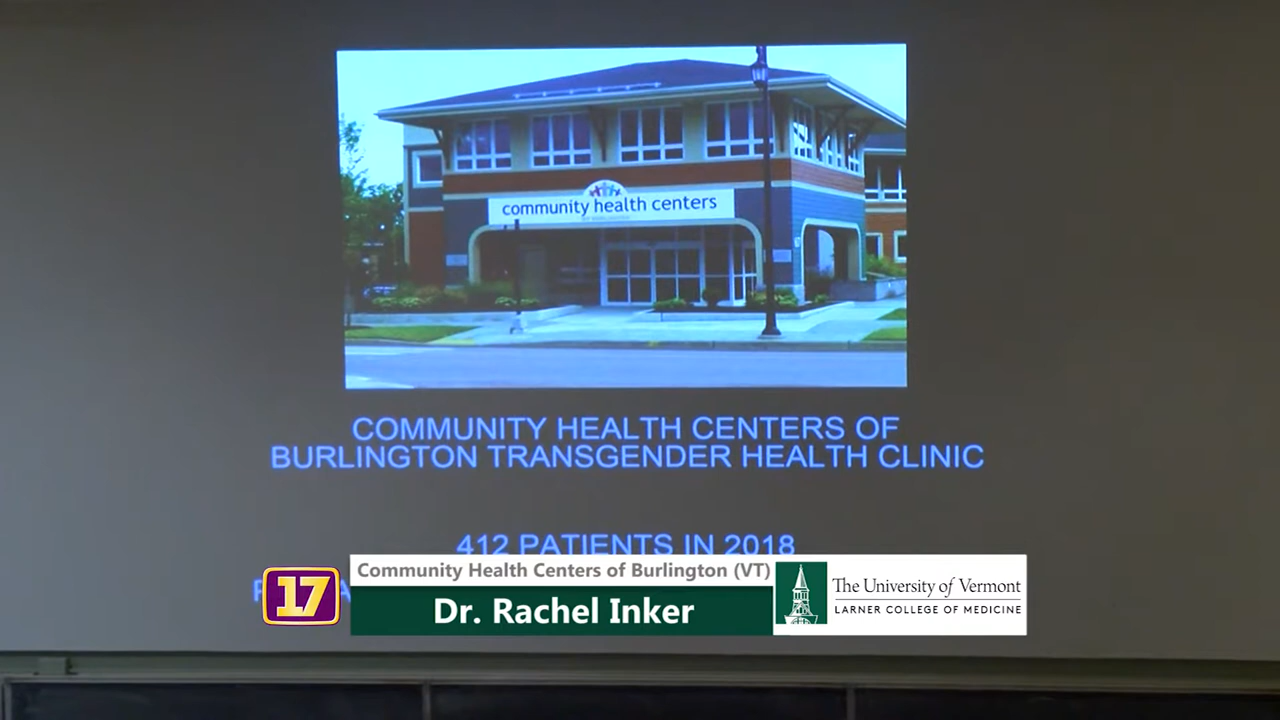 community health centers
COMMUNITY HEALTH CENTERS OF
BURLINGTON TRANSGENDER HEALTH CLINIC
412 PATIENTS IN 2018
17
Community Health Centers of Burlington (VT)
Dr. Rachel Inker
The University of Vermont
LARNER COLLEGE OF MEDICINE